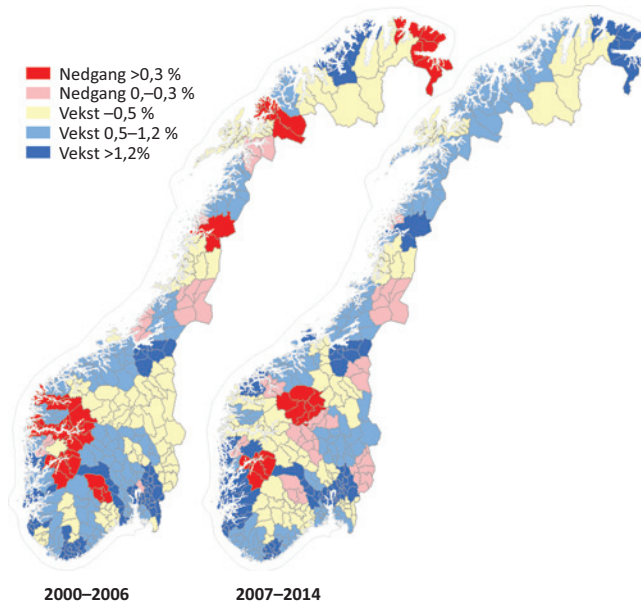 Nedgang >0,3 %
Nedgang 0,–0,3 %
Vekst –0,5 %
Vekst 0,5–1,2 %
Vekst >1,2%
2000–2006
2007–2014